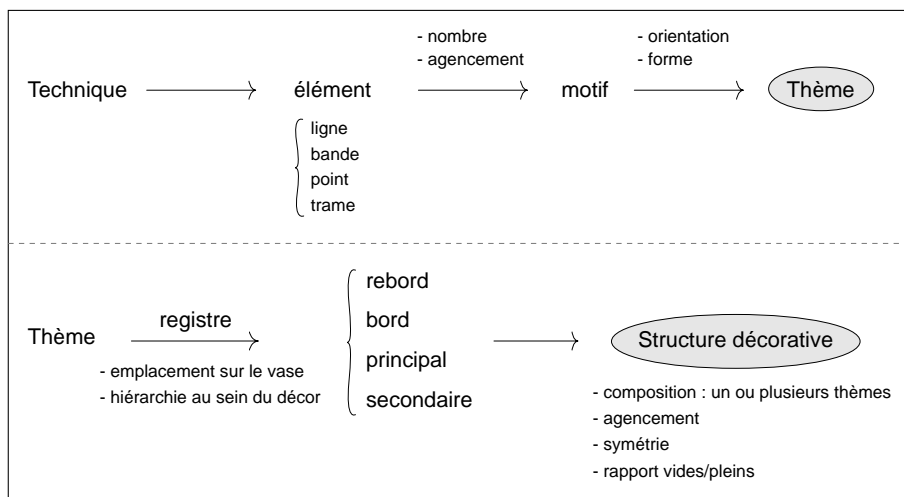 - nombre
- agencement
- orientation
- forme
Technique
élément
motif
Thème
ligne
bande
point
trame
Thème
registre
- emplacement sur le vase
- hiérarchie au sein du décor
rebord
bord
principal
secondaire
Structure décorative
- composition : un ou plusieurs thèmes
- agencement
- symétrie
- rapport vides/pleins